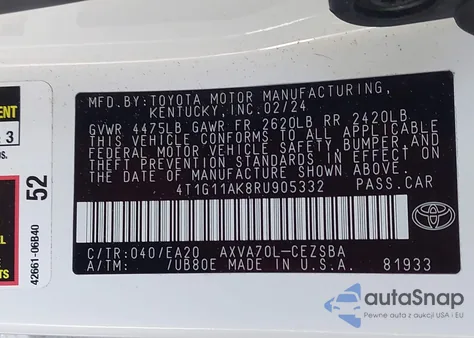 MFD.BY:TOYOTA MOTOR MANUFACTURING,
KENTUCKY, INC.02/24
GVWR 4475LB GAWR FR 2620LB RR 2420LB
THIS VEHICLE CONFORMS TO ALL APPLICABLE
FEDERAL MOTOR VEHICLE SAFETY, BUMPER, AND
THEFT PREVENTION STANDARDS IN EFFECT ON
THE DATE OF MANUFACTURE SHOWN ABOVE.
4T1G11AK8RU905332 PASS.CAR
C/TR:040/EA20 AXVA70L-CEZSBA
A/TM: /UB80E MADE IN U.S.A. 81933
TOYOTA
52
42661-06B40
3
autoSnap
Pewne auta z aukcji USA i EU